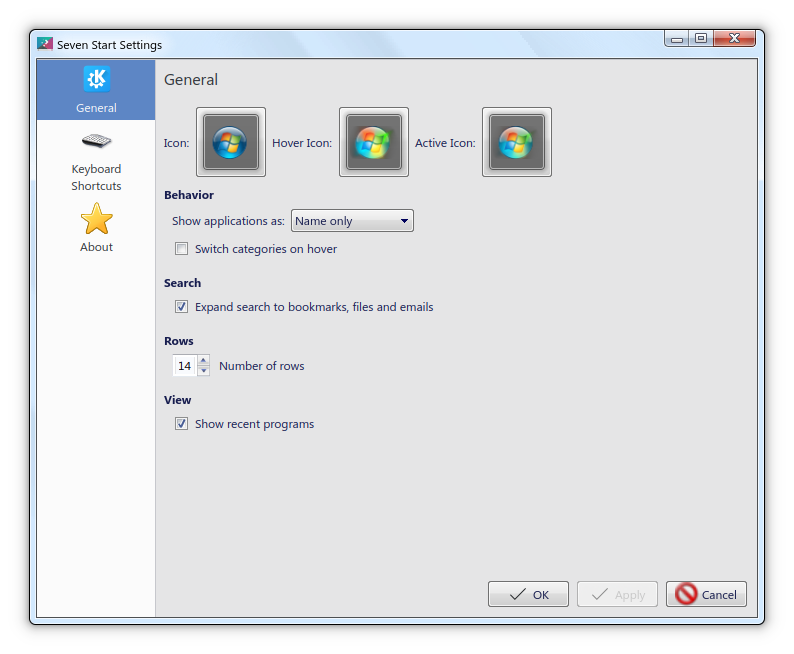 Seven Start Settings
General
Keyboard
Shortcuts
About
General
Icon: Hover Icon: Active Icon:
Behavior
Show applications as: Name only
Switch categories on hover
Search
Expand search to bookmarks, files and emails
Rows
14 Number of rows
View
Show recent programs
OK Apply Cancel